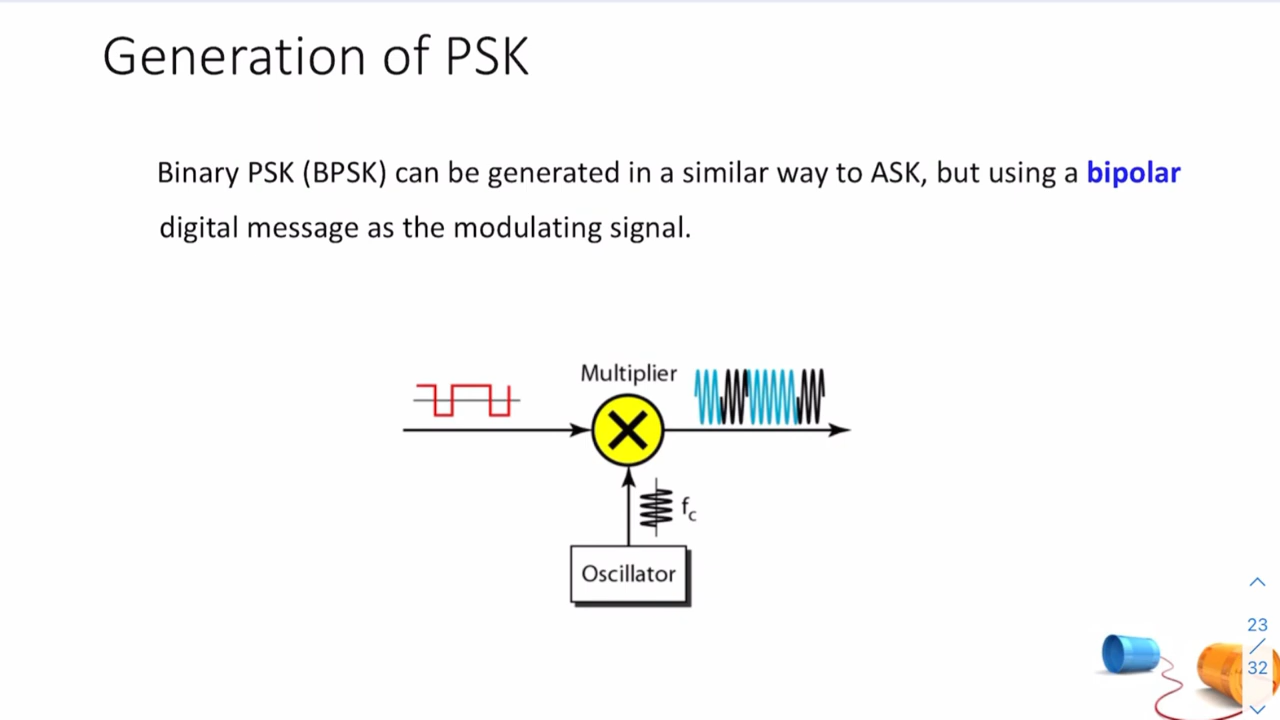 Generation of PSK
Binary PSK (BPSK) can be generated in a similar way to ASK, but using a bipolar
digital message as the modulating signal.
Multiplier
fc
Oscillator
23
/
32